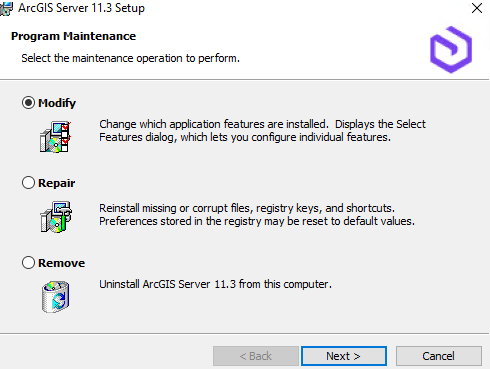 ArcGIS Server 11.3 Setup
Program Maintenance
Select the maintenance operation to perform.
Modify
Change which application features are installed. Displays the Select
Features dialog, which lets you configure individual features.
Repair
Reinstall missing or corrupt files, registry keys, and shortcuts.
Preferences stored in the registry may be reset to default values.
Remove
Uninstall ArcGIS Server 11.3 from this computer.
< Back
Next >
Cancel